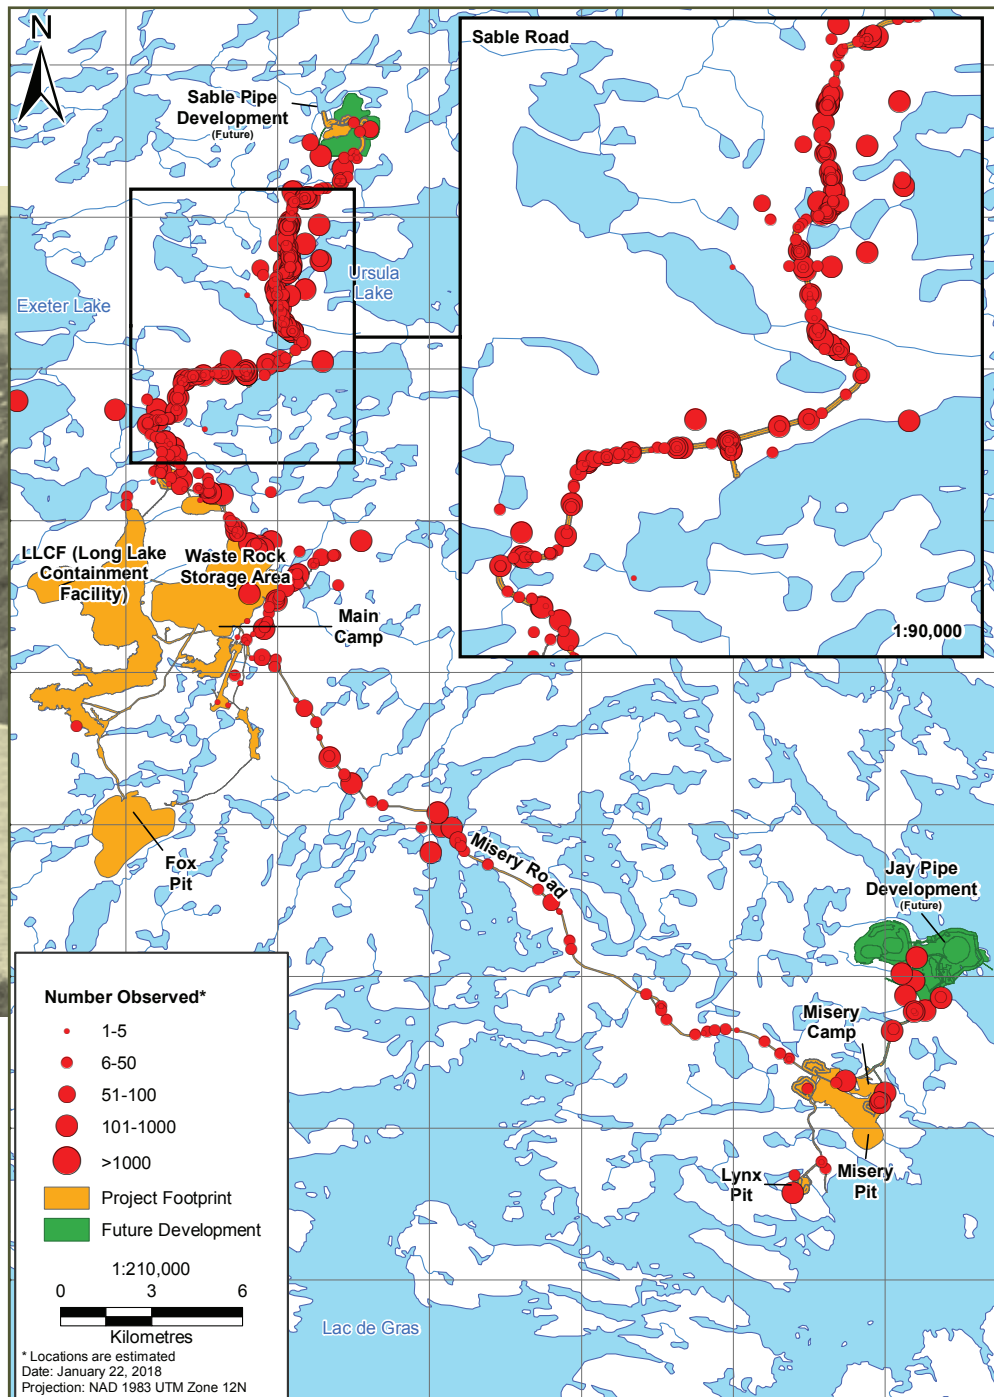 N
Sable Pipe
Development
(Future)
Sable Road
Ursula
Lake
Exeter Lake
1:90,000
LLCF (Long Lake
Containment
Facility)
Waste Rock
Storage Area
Main
Camp
Fox
Pit
Misery Road
Jay Pipe
Development
(Future)
Misery
Camp
Lynx
Pit
Misery
Pit
Lac de Gras
Number Observed*
1-5
6-50
51-100
101-1000
>1000
Project Footprint
Future Development
1:210,000
0 3 6
Kilometres
* Locations are estimated
Date: January 22, 2018
Projection: NAD 1983 UTM Zone 12N